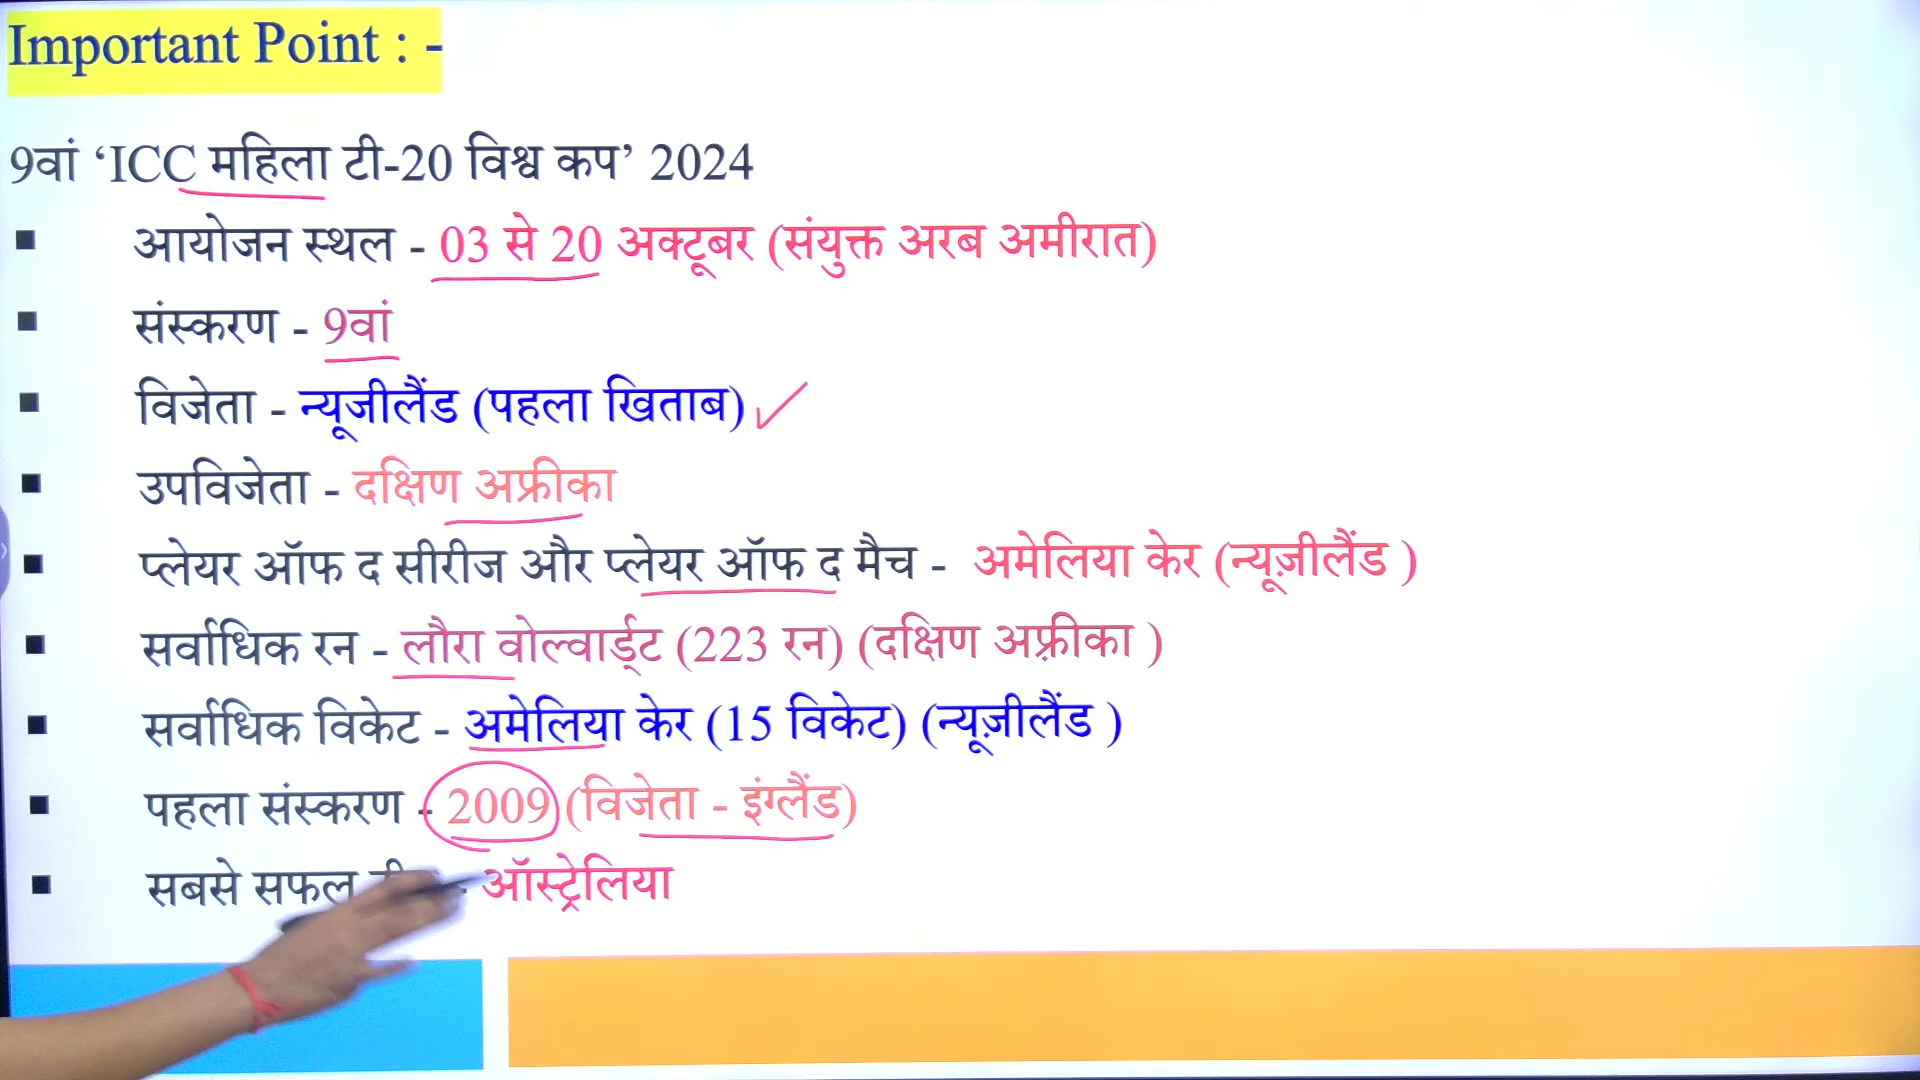 Important Point : -
9वां ‘ICC महिला टी-20 विश्व कप’ 2024
▪ आयोजन स्थल - 03 से 20 अक्टूबर (संयुक्त अरब अमीरात)
▪ संस्करण - 9वां
▪ विजेता - न्यूजीलैंड (पहला खिताब)
▪ उपविजेता - दक्षिण अफ्रीका
▪ प्लेयर ऑफ द सीरीज और प्लेयर ऑफ द मैच - अमेलिया केर (न्यूज़ीलैंड )
▪ सर्वाधिक रन - लौरा वोल्वार्ड्ट (223 रन) (दक्षिण अफ़्रीका )
▪ सर्वाधिक विकेट - अमेलिया केर (15 विकेट) (न्यूज़ीलैंड )
▪ पहला संस्करण - 2009 (विजेता - इंग्लैंड)
▪ सबसे सफल - ऑस्ट्रेलिया